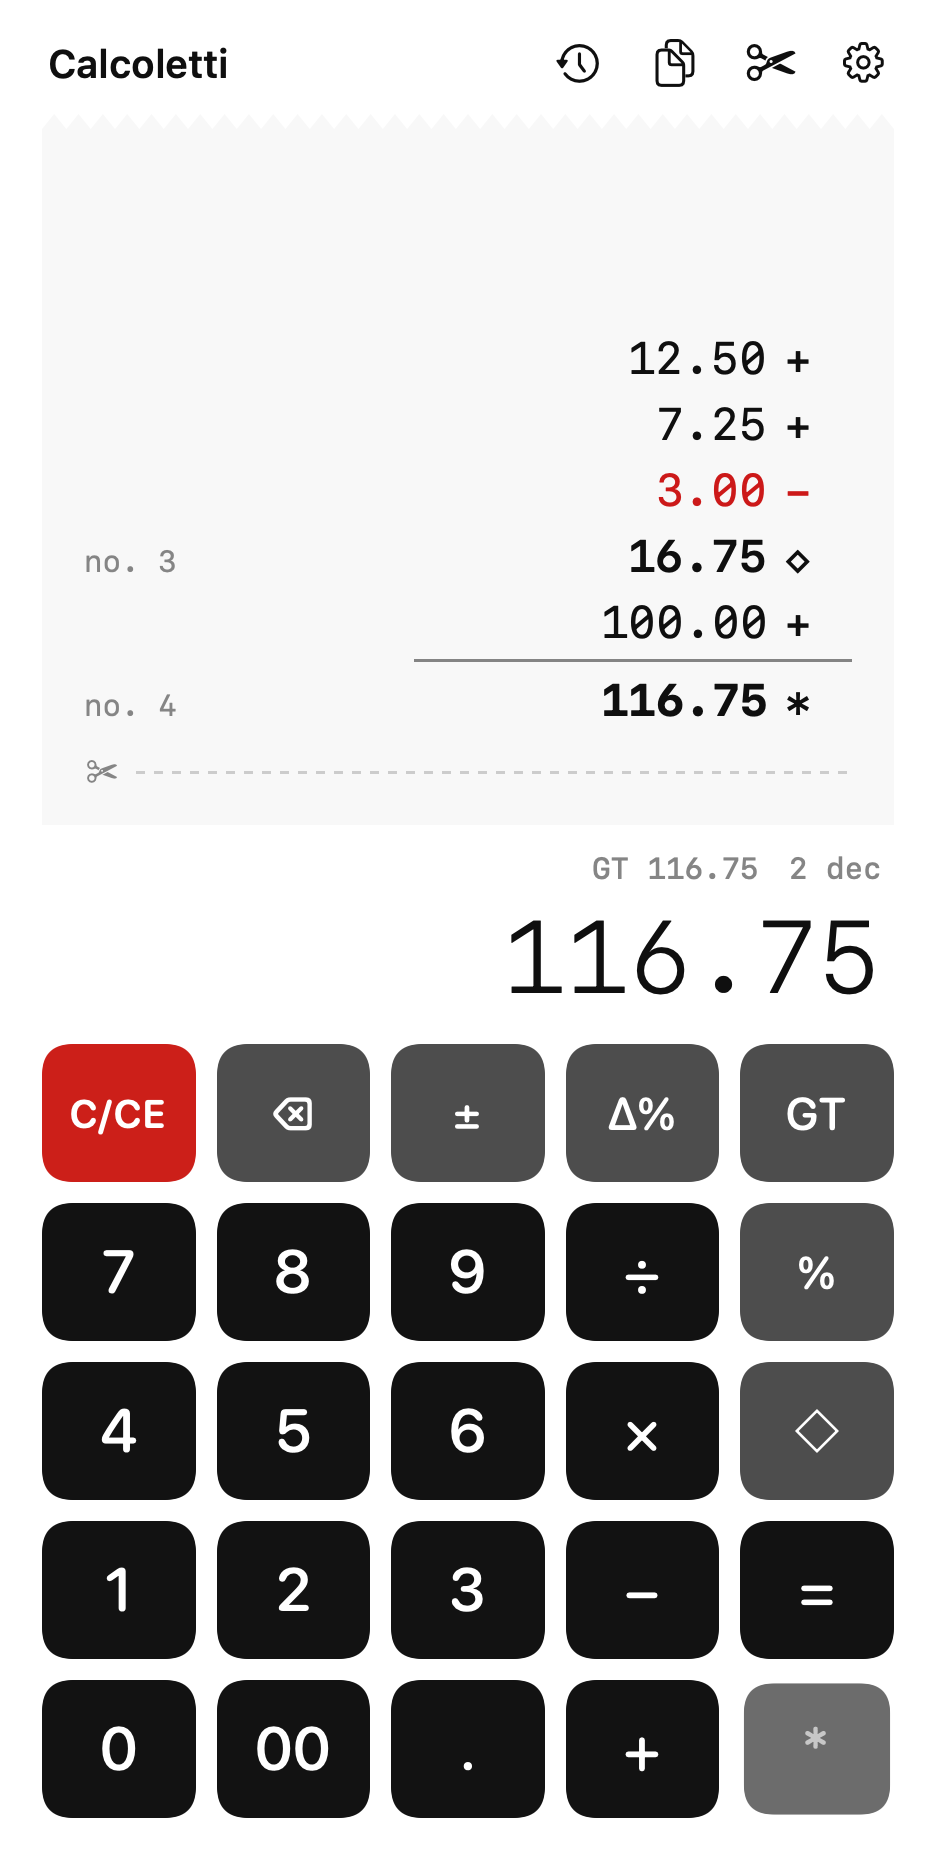 Calcoletti
12.50 +
7.25 +
3.00 −
no. 3 16.75 ◇
100.00 +
no. 4 116.75 *
GT 116.75 2 dec
116.75
C/CE ± Δ% GT
7 8 9 ÷ %
4 5 6 × ◇
1 2 3 − =
0 00 . + *